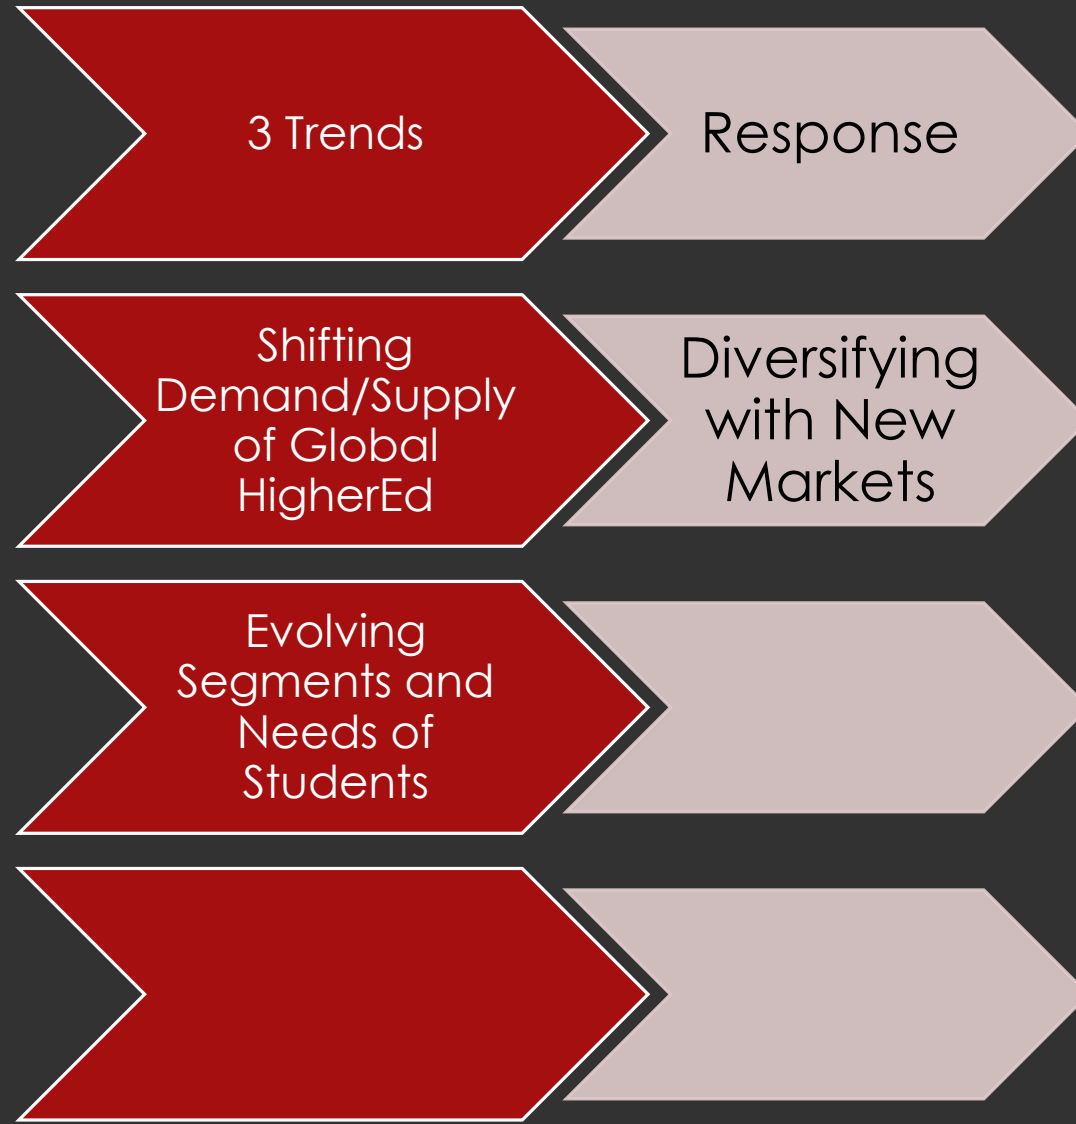 3 Trends
Response
Shifting
Demand/Supply
of Global
HigherEd
Diversifying
with New
Markets
Evolving
Segments and
Needs of
Students